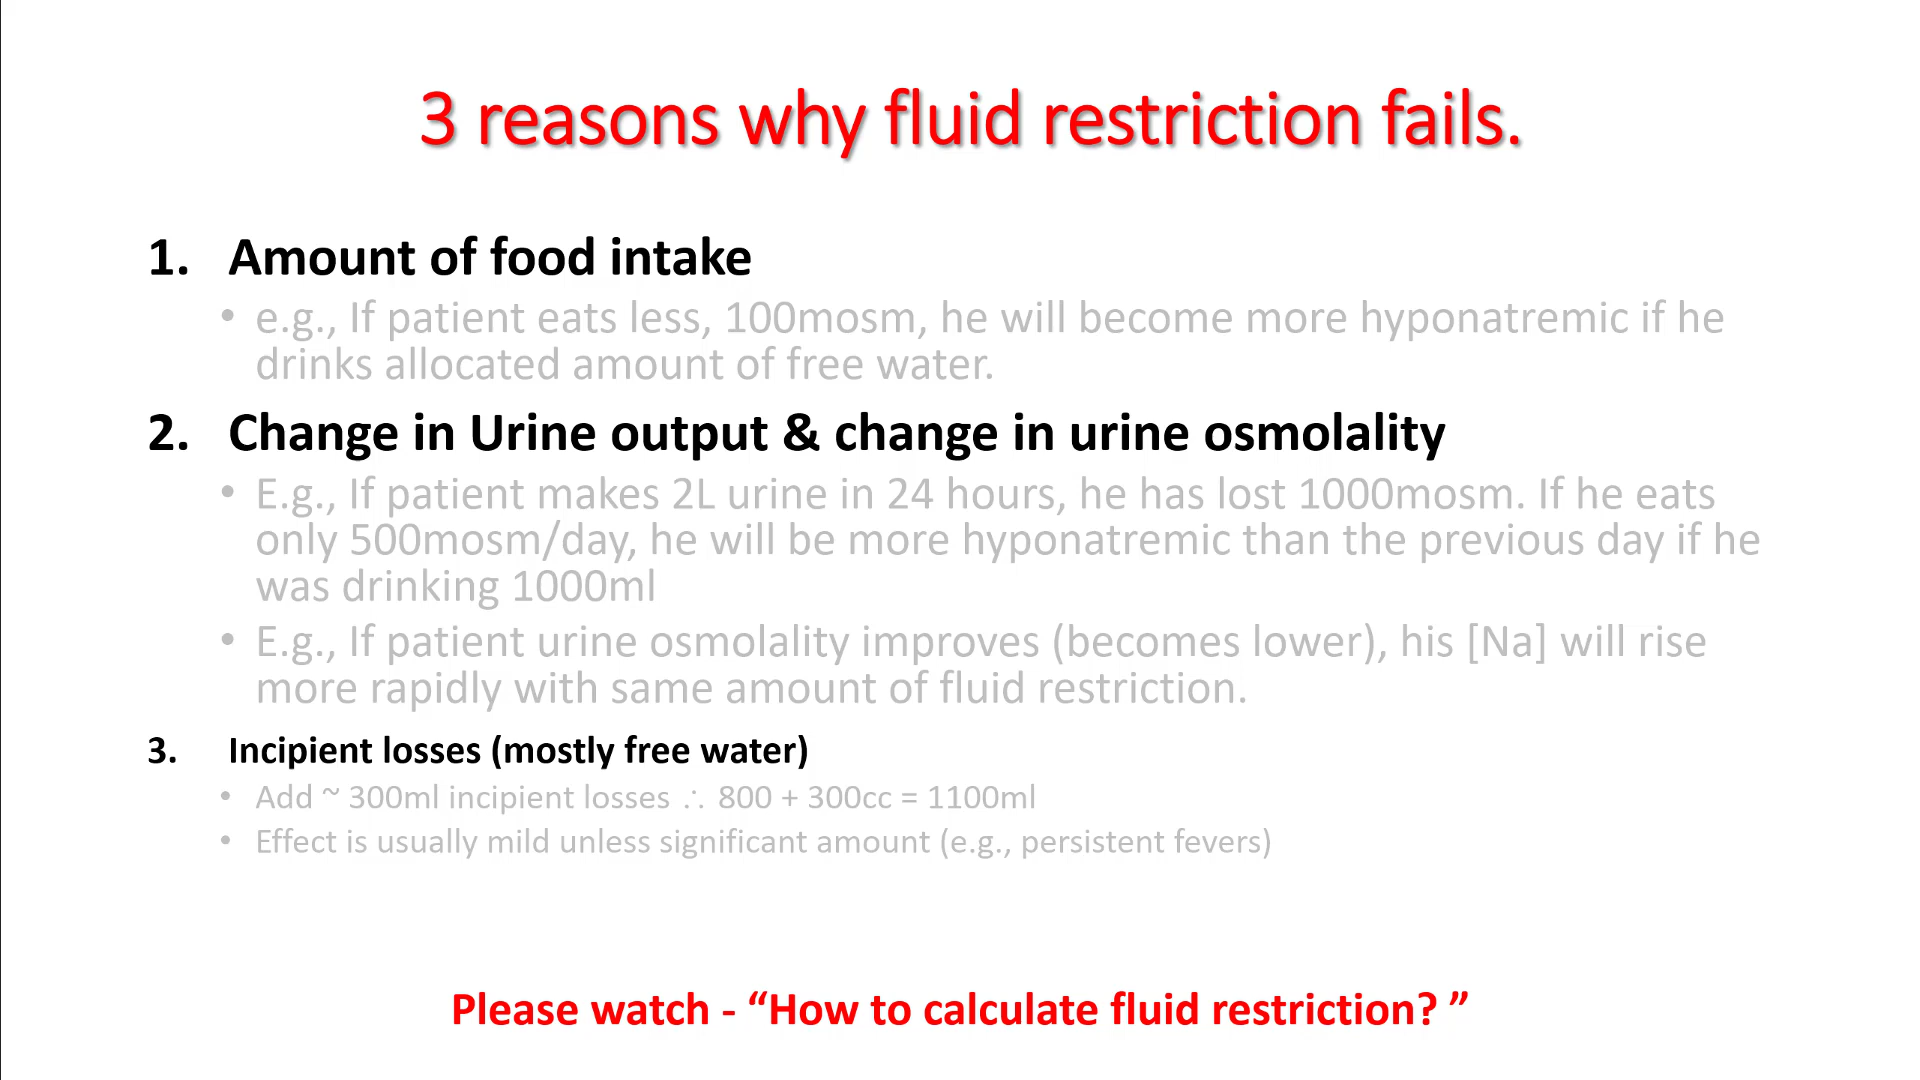 3 reasons why fluid restriction fails.
1. Amount of food intake
• e.g., If patient eats less, 100mosm, he will become more hyponatremic if he
drinks allocated amount of free water.
2. Change in Urine output & change in urine osmolality
• E.g., If patient makes 2L urine in 24 hours, he has lost 1000mosm. If he eats
only 500mosm/day, he will be more hyponatremic than the previous day if he
was drinking 1000ml
• E.g., If patient urine osmolality improves (becomes lower), his [Na] will rise
more rapidly with same amount of fluid restriction.
3. Incipient losses (mostly free water)
• Add ~ 300ml incipient losses ∴ 800 + 300cc = 1100ml
• Effect is usually mild unless significant amount (e.g., persistent fevers)
Please watch - “How to calculate fluid restriction? ”